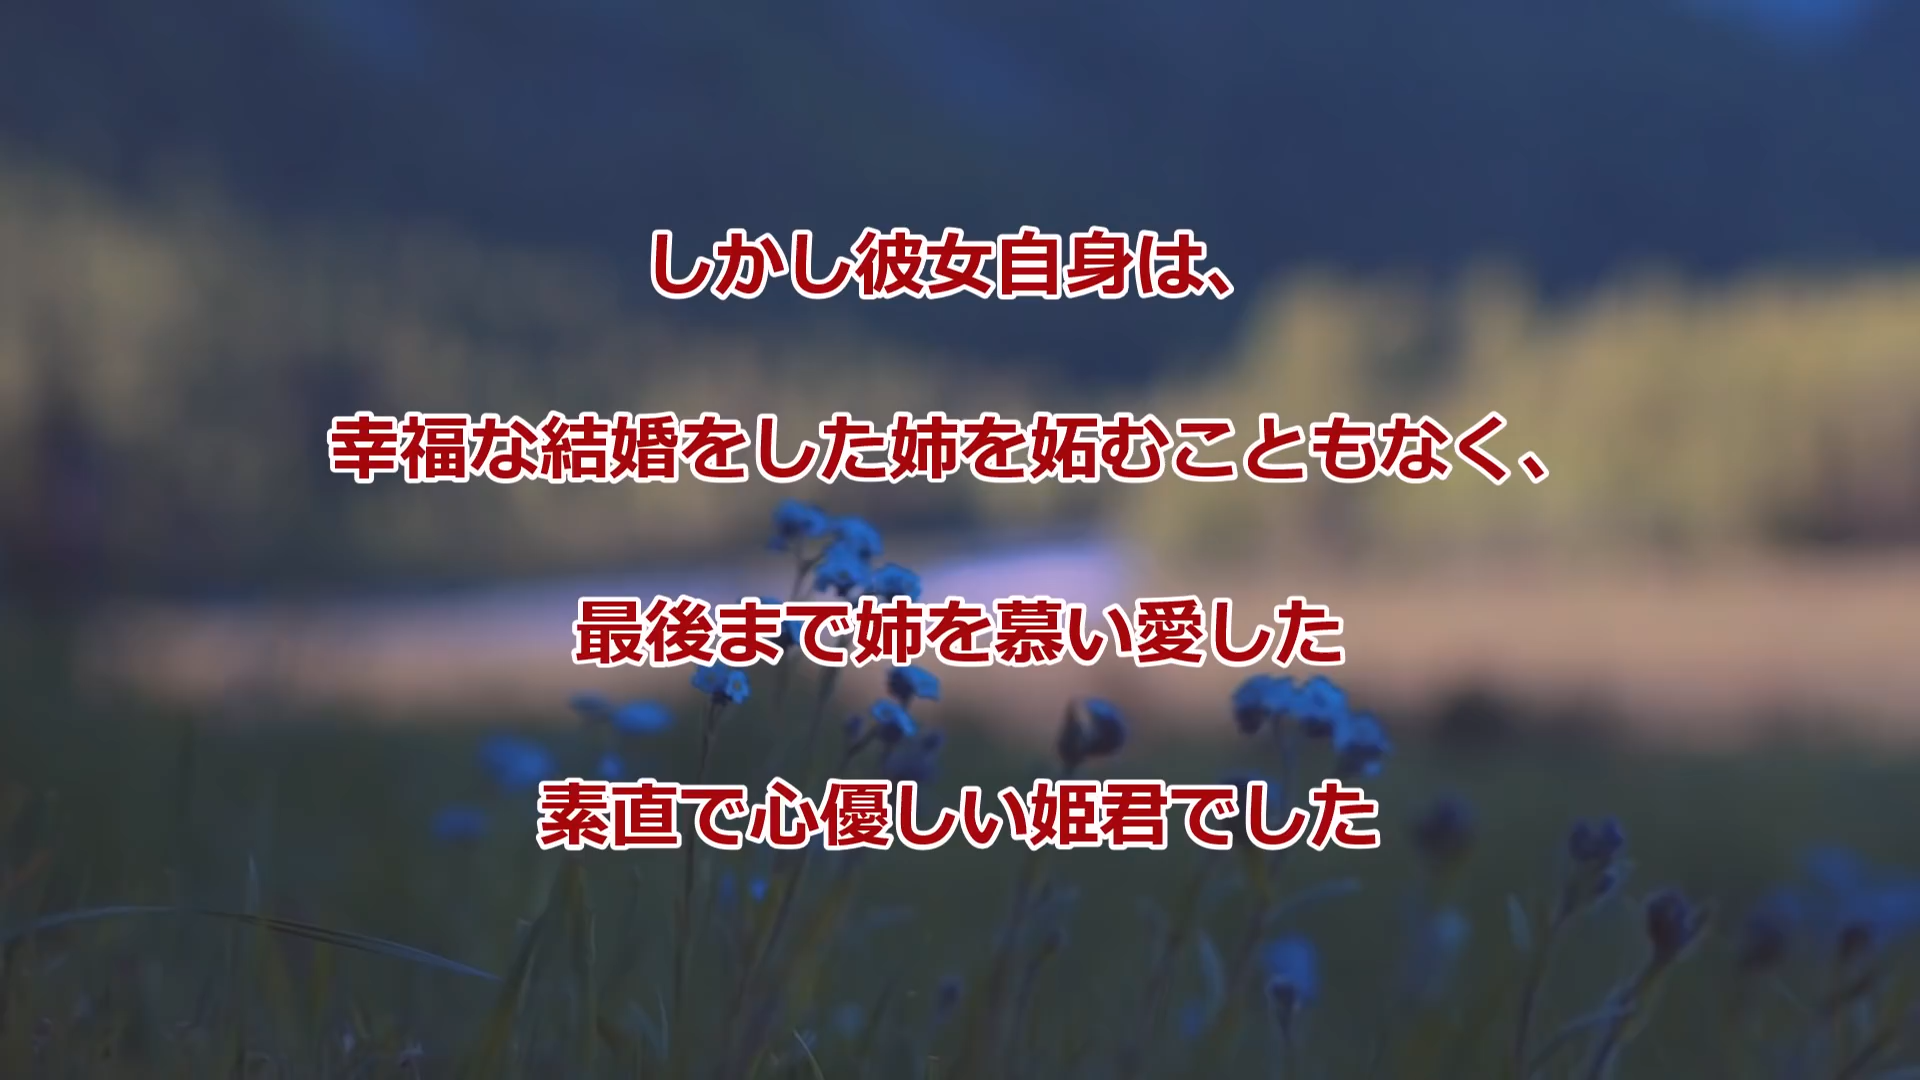 しかし彼女自身は、
幸福な結婚をした姉を妬むこともなく、
最後まで姉を慕い愛した
素直で心優しい姫君でした